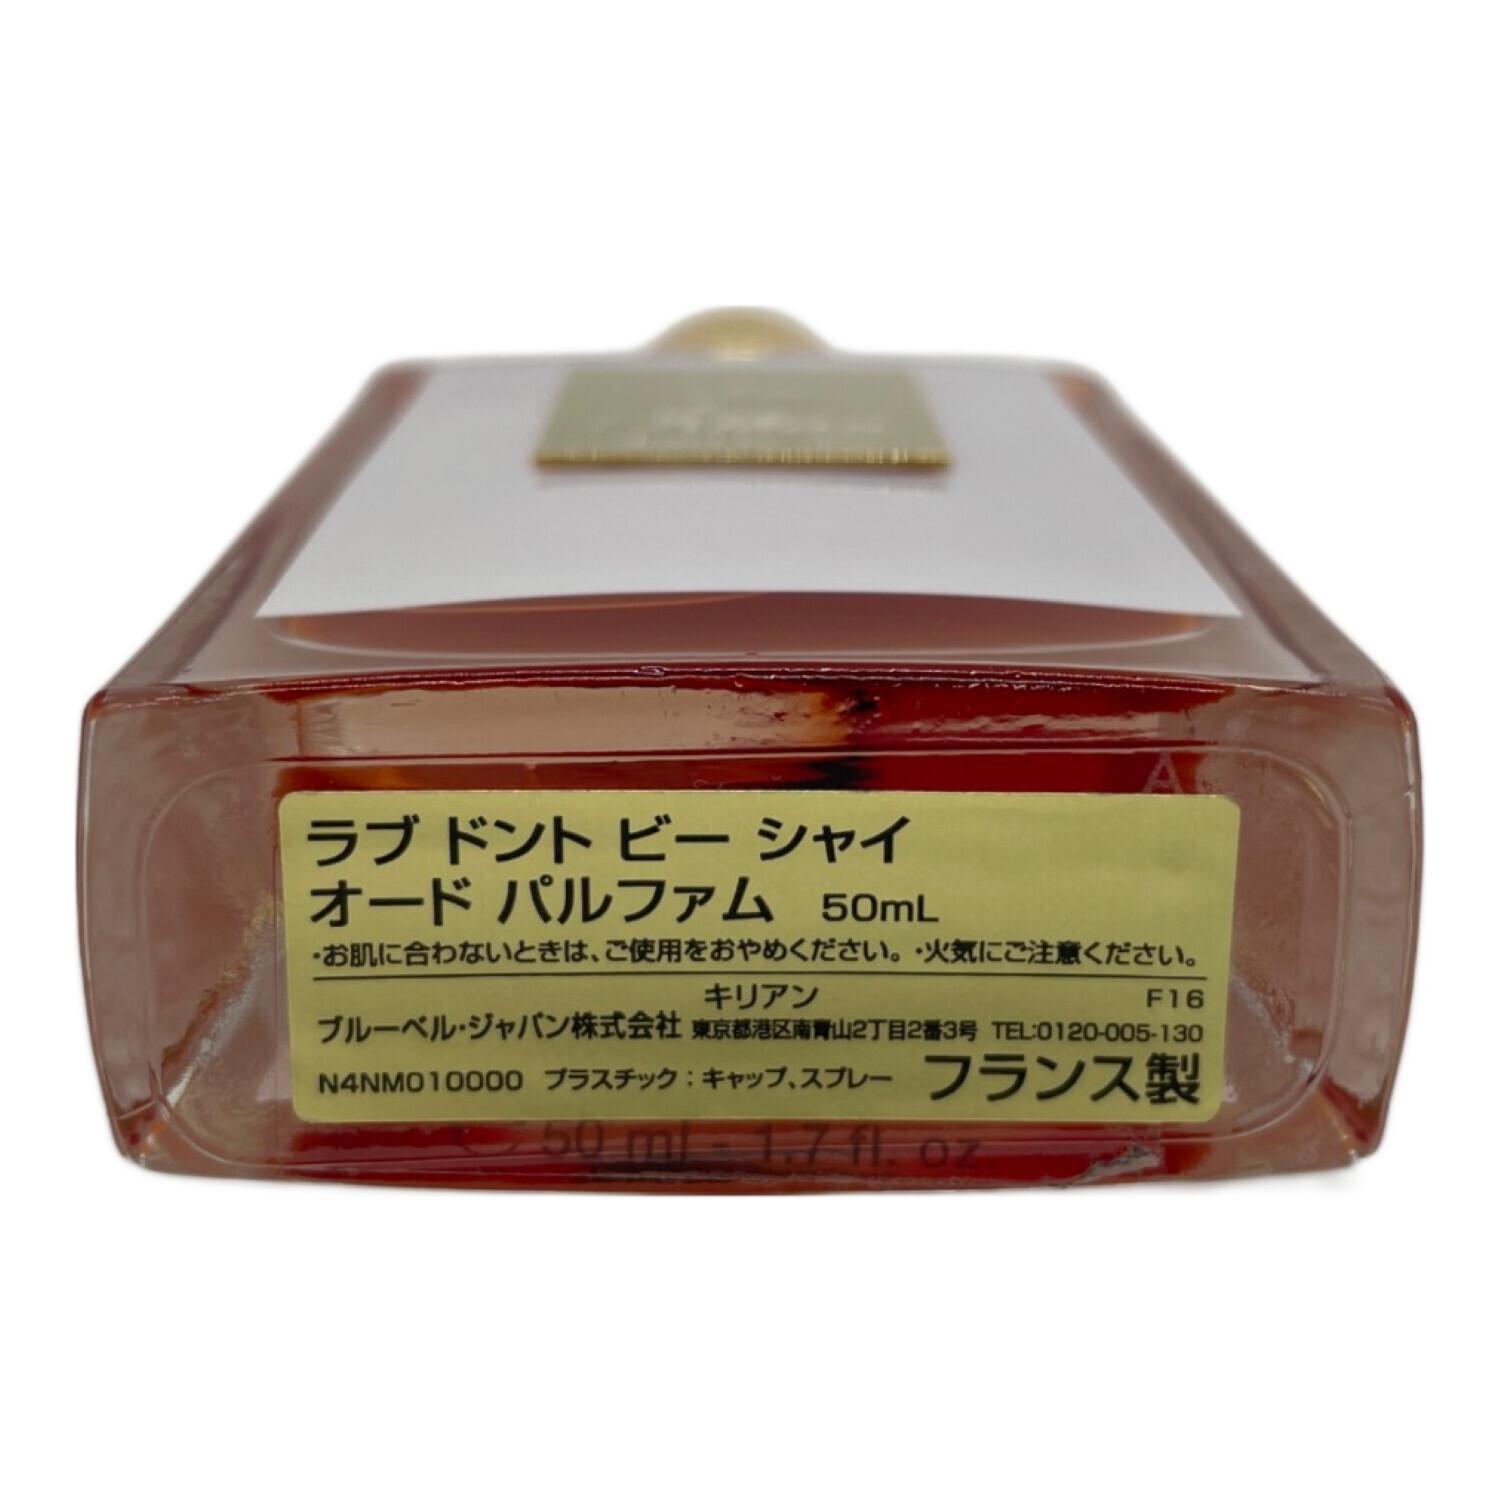 A
ラブ ドント ビー シャイ
オード パルファム 50mL
・お肌に合わないときは、ご使用をおやめください。・火気にご注意ください。
キリアン F16
ブルーベル・ジャパン株式会社 東京都港区南青山2丁目2番3号 TEL:0120-005-130
N4NM010000 プラスチック：キャップ、スプレー フランス製
50 ml - 1.7 fl. oz.